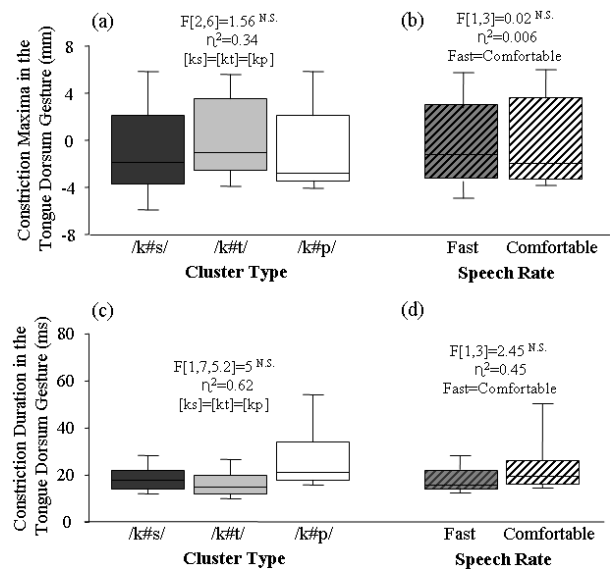 (a)
F[2,6]=1.56 N.S.
η²=0.34
[ks]=[kt]=[kp]
Constriction Maxima in the
Tongue Dorsum Gesture (mm)
8
4
0
-4
-8
/k#s/ /k#t/ /k#p/
Cluster Type
(b)
F[1,3]=0.02 N.S.
η²=0.006
Fast=Comfortable
Fast Comfortable
Speech Rate
(c)
F[1,7,5.2]=5 N.S.
η²=0.62
[ks]=[kt]=[kp]
Constriction Duration in the
Tongue Dorsum Gesture (ms)
80
60
40
20
0
/k#s/ /k#t/ /k#p/
Cluster Type
(d)
F[1,3]=2.45 N.S.
η²=0.45
Fast=Comfortable
Fast Comfortable
Speech Rate